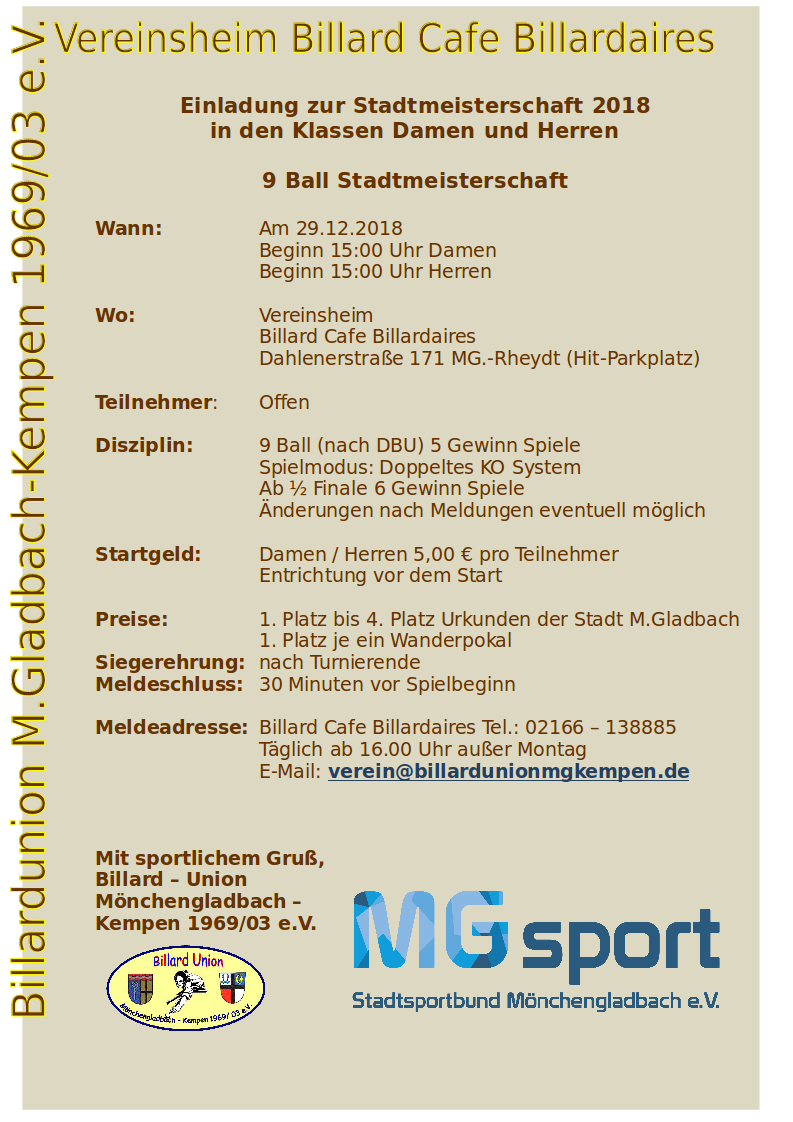 Vereinsheim Billard Cafe Billardaires
Billardunion M.Gladbach-Kempen 1969/03 e.V.
Einladung zur Stadtmeisterschaft 2018
in den Klassen Damen und Herren
9 Ball Stadtmeisterschaft
Wann: Am 29.12.2018
Beginn 15:00 Uhr Damen
Beginn 15:00 Uhr Herren
Wo: Vereinsheim
Billard Cafe Billardaires
Dahlenerstraße 171 MG.-Rheydt (Hit-Parkplatz)
Teilnehmer: Offen
Disziplin: 9 Ball (nach DBU) 5 Gewinn Spiele
Spielmodus: Doppeltes KO System
Ab ½ Finale 6 Gewinn Spiele
Änderungen nach Meldungen eventuell möglich
Startgeld: Damen / Herren 5,00 € pro Teilnehmer
Entrichtung vor dem Start
Preise: 1. Platz bis 4. Platz Urkunden der Stadt M.Gladbach
1. Platz je ein Wanderpokal
Siegerehrung: nach Turnierende
Meldeschluss: 30 Minuten vor Spielbeginn
Meldeadresse: Billard Cafe Billardaires Tel.: 02166 – 138885
Täglich ab 16.00 Uhr außer Montag
E-Mail: verein@billardunionmgkempen.de
Mit sportlichem Gruß,
Billard – Union
Mönchengladbach –
Kempen 1969/03 e.V.
Billard Union
Mönchengladbach - Kempen 1969/ 03 e.V.
MG sport
Stadtsportbund Mönchengladbach e.V.